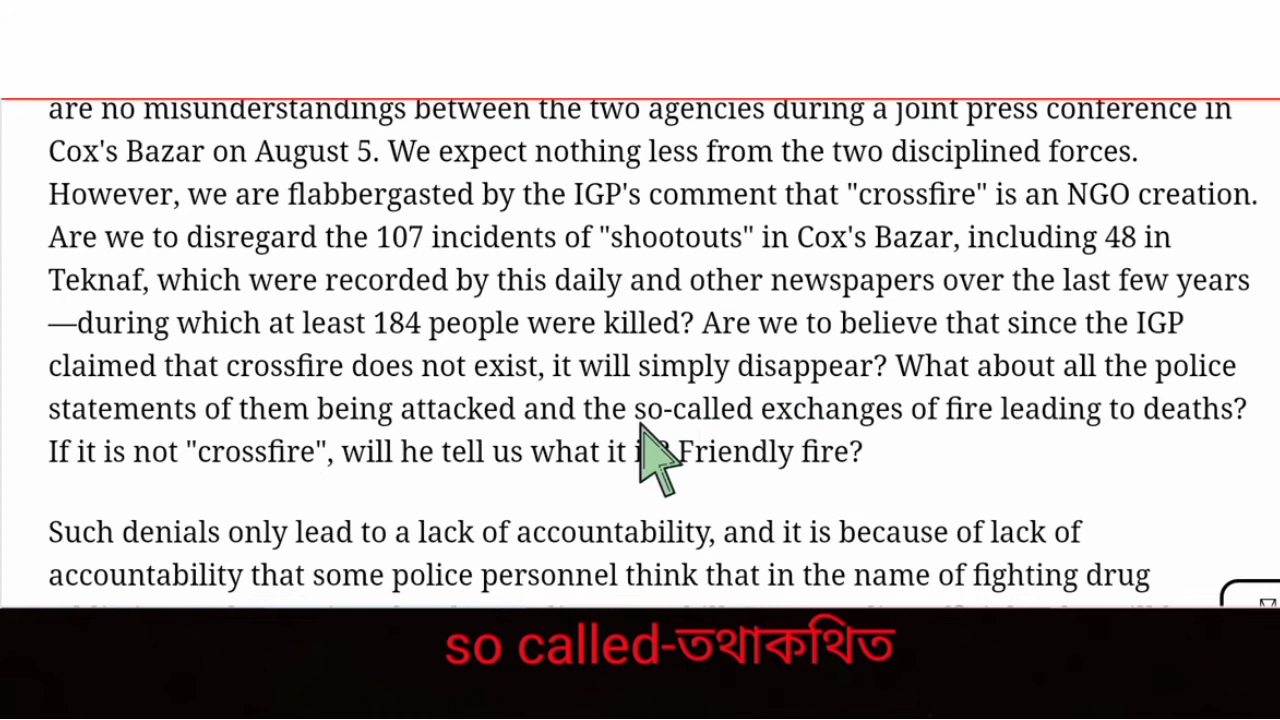 are no misunderstandings between the two agencies during a joint press conference in
Cox's Bazar on August 5. We expect nothing less from the two disciplined forces.
However, we are flabbergasted by the IGP's comment that "crossfire" is an NGO creation.
Are we to disregard the 107 incidents of "shootouts" in Cox's Bazar, including 48 in
Teknaf, which were recorded by this daily and other newspapers over the last few years
—during which at least 184 people were killed? Are we to believe that since the IGP
claimed that crossfire does not exist, it will simply disappear? What about all the police
statements of them being attacked and the so-called exchanges of fire leading to deaths?
If it is not "crossfire", will he tell us what it Friendly fire?
Such denials only lead to a lack of accountability, and it is because of lack of
accountability that some police personnel think that in the name of fighting drug
so called-তথাকথিত